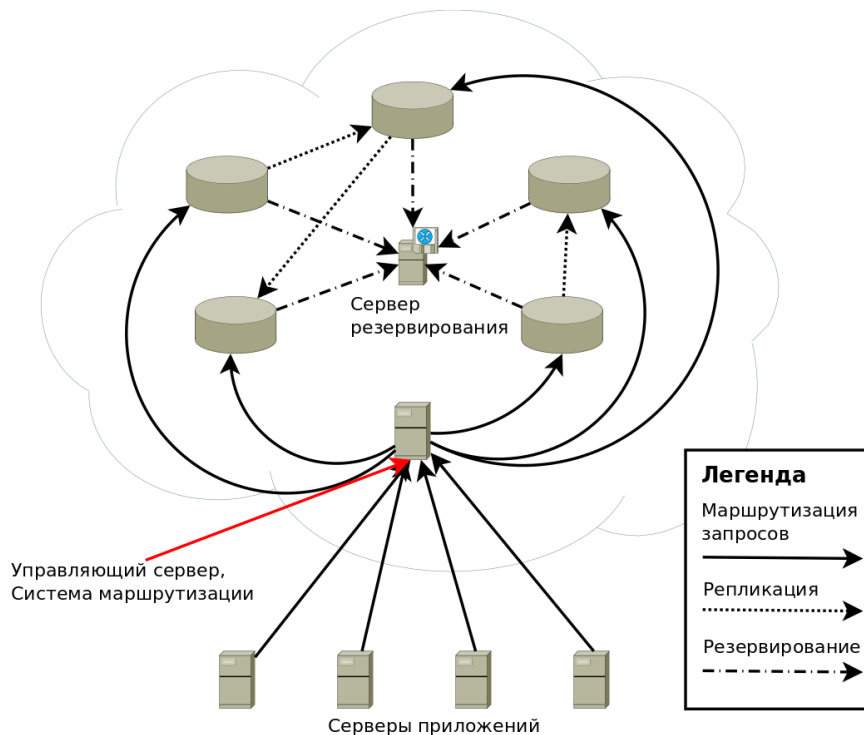 Сервер
резервирования
Управляющий сервер,
Система маршрутизации
Серверы приложений
Легенда
Маршрутизация
запросов
Репликация
Резервирование